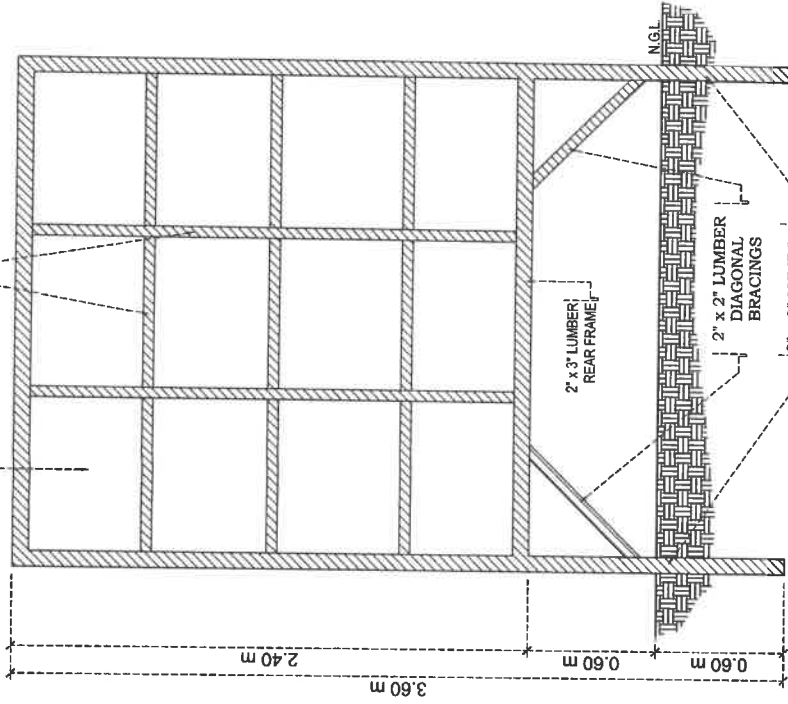 N.G.L.
2" x 3" LUMBER
REAR FRAME
2" x 2" LUMBER
DIAGONAL
BRACINGS
2.40 m
3.60 m
0.60 m
0.60 m